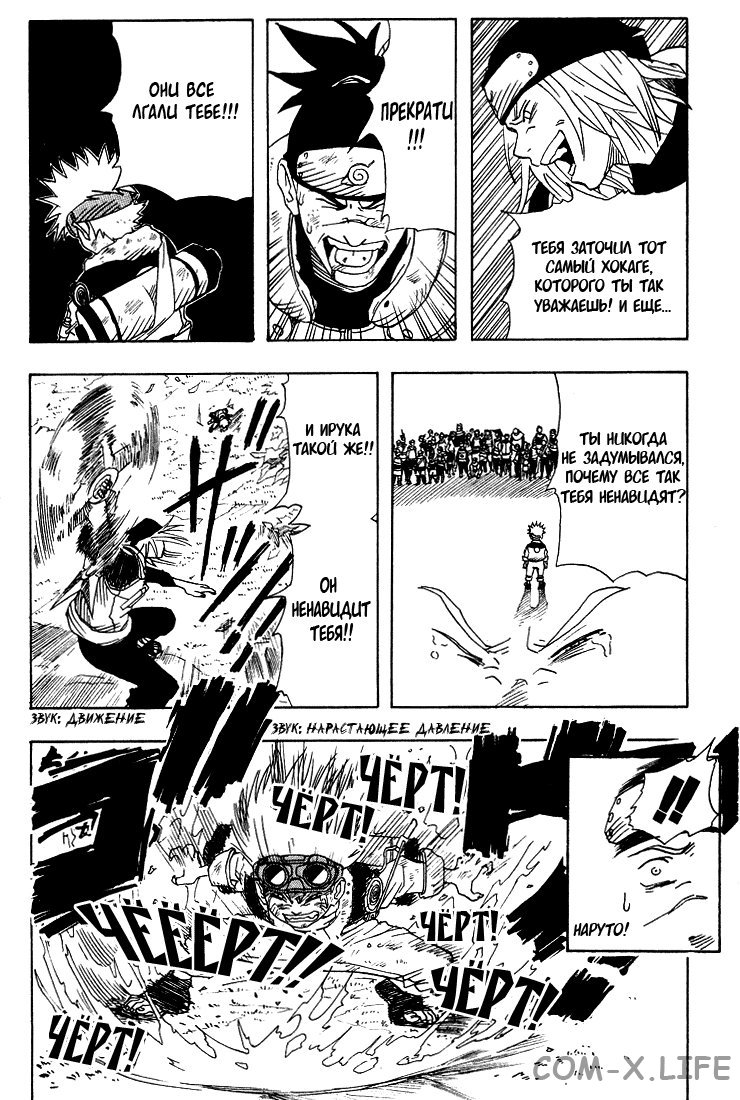 ТЕБЯ ЗАТОЧИЛ ТОТ
САМЫЙ ХОКАГЕ,
КОТОРОГО ТЫ ТАК
УВАЖАЕШЬ! И ЕЩЕ...
ПРЕКРАТИ
!!!
ОНИ ВСЕ
ЛГАЛИ ТЕБЕ!!!
ТЫ НИКОГДА
НЕ ЗАДУМЫВАЛСЯ,
ПОЧЕМУ ВСЕ ТАК
ТЕБЯ НЕНАВИДЯТ?
И ИРУКА
ТАКОЙ ЖЕ!!
ОН
НЕНАВИДИТ
ТЕБЯ!!
ЗВУК: ДВИЖЕНИЕ
ЗВУК: НАРАСТАЮЩЕЕ ДАВЛЕНИЕ
!!
НАРУТО!
ЧЁРТ!
ЧЁРТ!
ЧЁРТ!
ЧЁРТ!
ЧЁЁЁРТ!!
ЧЁРТ!
COM-X.LIFE